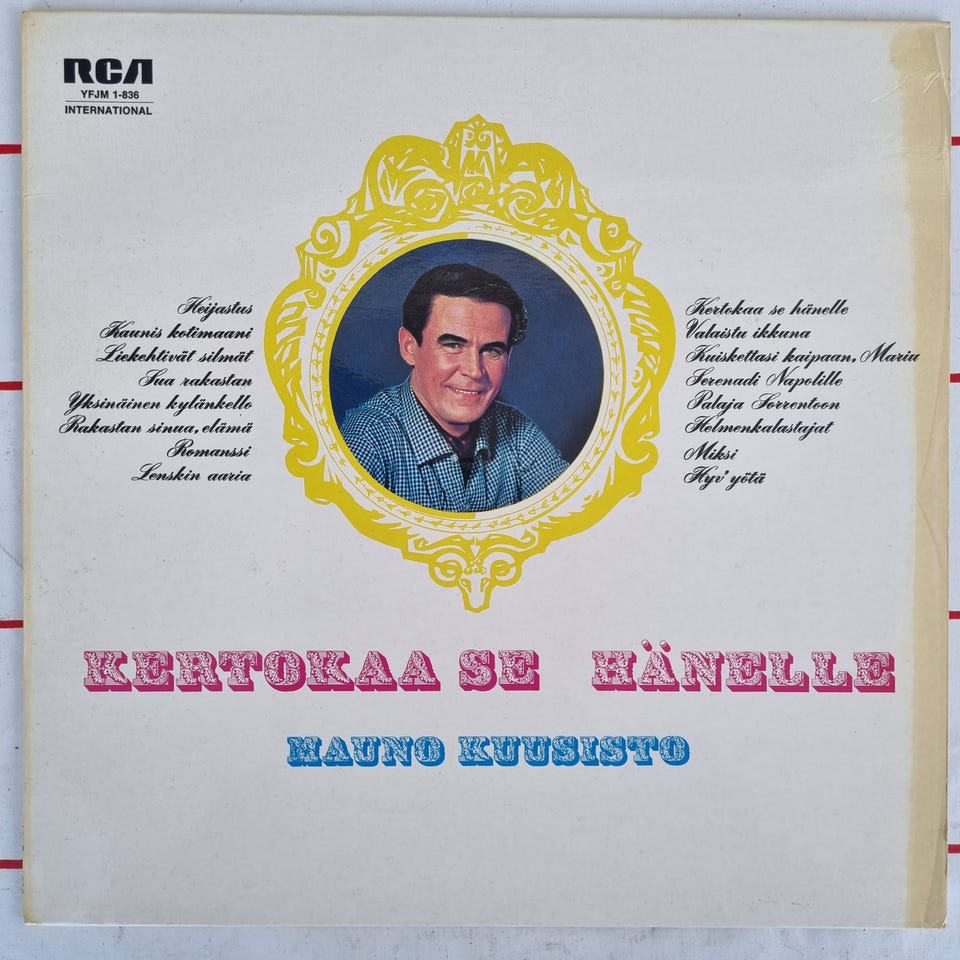 RCA
YFJM 1-836
INTERNATIONAL
Heijastus
Kaunis kotimaani
Liekehtivät silmät
Sua rakastan
Yksinäinen kylänkello
Rakastan sinua, elämä
Romanssi
Lenskin aaria
Kertokaa se hänelle
Valaistu ikkuna
Kuiskettasi kaipaan, Maria
Serenadi Napolille
Palaja Sorrentoon
Helmenkalastajat
Miksi
Hyv' yötä
KERTOKAA SE HÄNELLE
MAUNO KUUSISTO